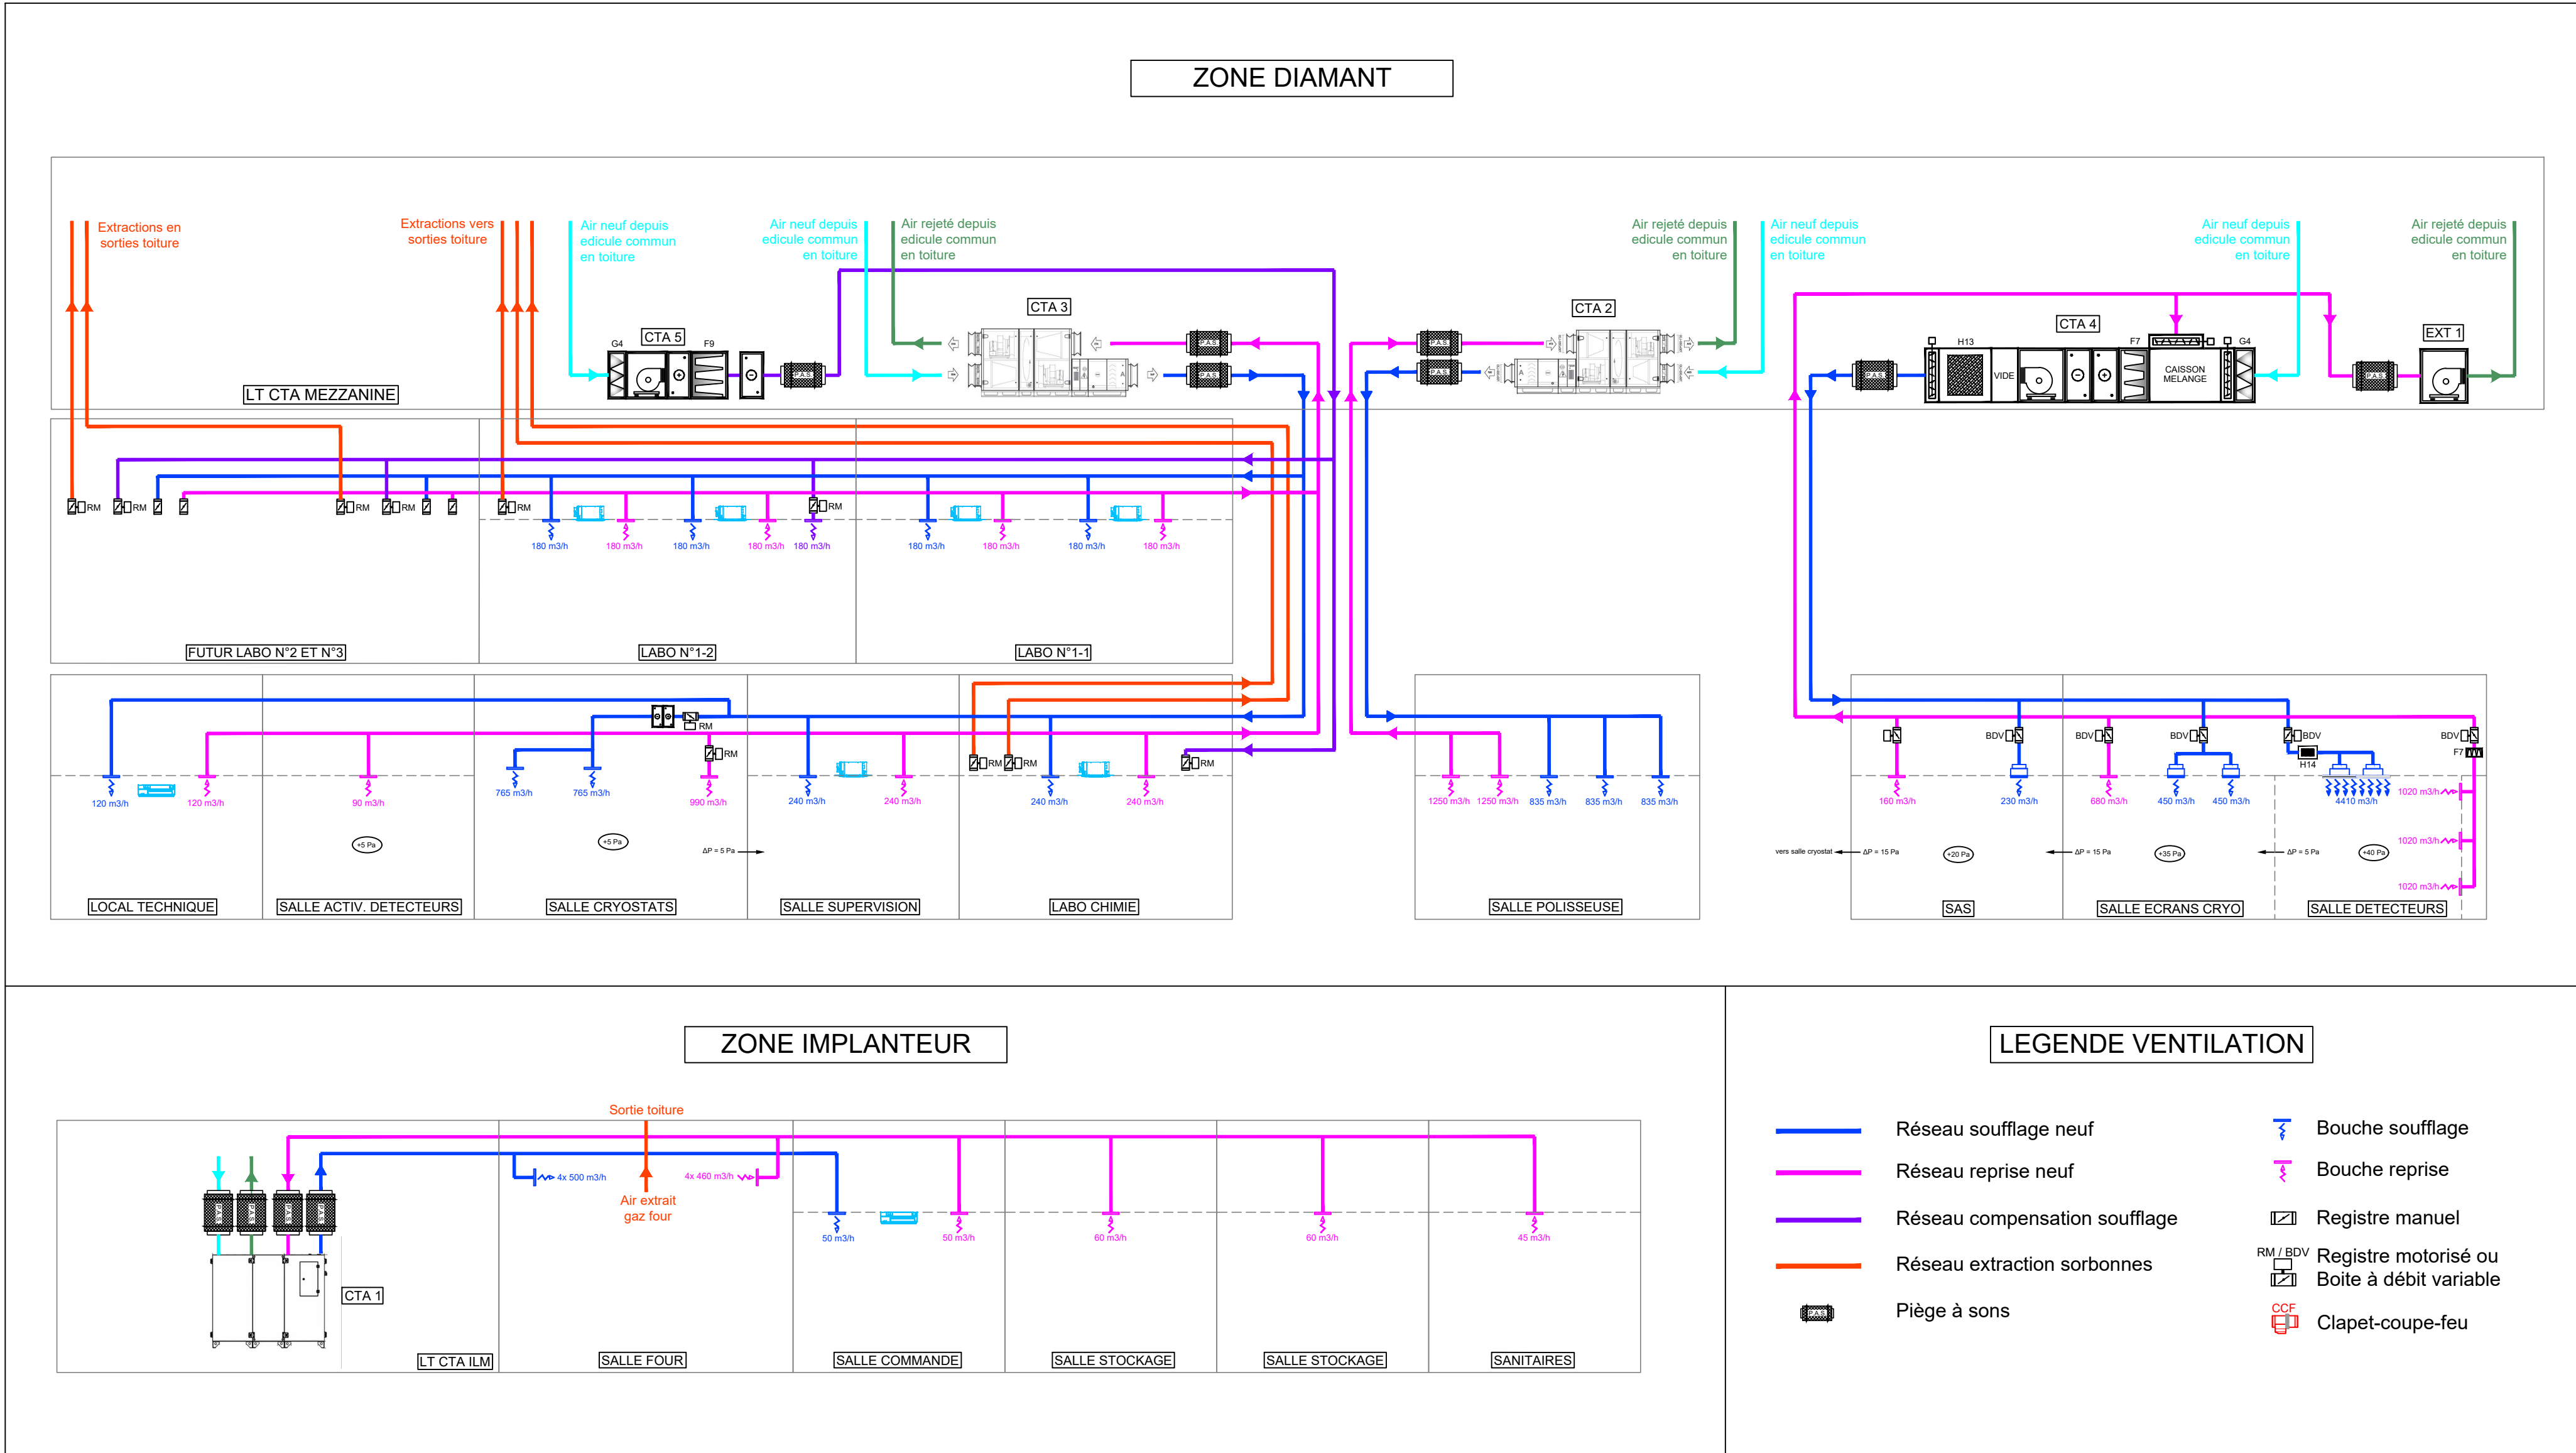 ZONE DIAMANT
Extractions en
sorties toiture
Extractions vers
sorties toiture
Air neuf depuis
edicule commun
en toiture
Air neuf depuis
edicule commun
en toiture
Air rejeté depuis
edicule commun
en toiture
Air rejeté depuis
edicule commun
en toiture
Air neuf depuis
edicule commun
en toiture
Air neuf depuis
edicule commun
en toiture
Air rejeté depuis
edicule commun
en toiture
CTA 3
CTA 2
CTA 4
EXT 1
G4
CTA 5
F9
P.A.S.
P.A.S.
P.A.S.
P.A.S.
P.A.S.
P.A.S.
H13
VIDE
F7
CAISSON
MELANGE
G4
P.A.S.
LT CTA MEZZANINE
RM
RM
RM
RM
RM
RM
180 m3/h
180 m3/h
180 m3/h
180 m3/h
180 m3/h
180 m3/h
180 m3/h
180 m3/h
180 m3/h
FUTUR LABO N°2 ET N°3
LABO N°1-2
LABO N°1-1
RM
RM
RM
RM
RM
BDV
BDV
BDV
BDV
BDV
H14
F7
120 m3/h
120 m3/h
90 m3/h
765 m3/h
765 m3/h
990 m3/h
240 m3/h
240 m3/h
240 m3/h
240 m3/h
1250 m3/h
1250 m3/h
835 m3/h
835 m3/h
835 m3/h
160 m3/h
230 m3/h
680 m3/h
450 m3/h
450 m3/h
4410 m3/h
1020 m3/h
1020 m3/h
1020 m3/h
+5 Pa
+5 Pa
ΔP = 5 Pa
vers salle cryostat
ΔP = 15 Pa
+20 Pa
ΔP = 15 Pa
+35 Pa
ΔP = 5 Pa
+40 Pa
LOCAL TECHNIQUE
SALLE ACTIV. DETECTEURS
SALLE CRYOSTATS
SALLE SUPERVISION
LABO CHIMIE
SALLE POLISSEUSE
SAS
SALLE ECRANS CRYO
SALLE DETECTEURS
ZONE IMPLANTEUR
Sortie toiture
4x 500 m3/h
4x 460 m3/h
Air extrait
gaz four
P.A.S.
P.A.S.
P.A.S.
P.A.S.
50 m3/h
50 m3/h
60 m3/h
60 m3/h
45 m3/h
CTA 1
LT CTA ILM
SALLE FOUR
SALLE COMMANDE
SALLE STOCKAGE
SALLE STOCKAGE
SANITAIRES
LEGENDE VENTILATION
Réseau soufflage neuf
Réseau reprise neuf
Réseau compensation soufflage
Réseau extraction sorbonnes
P.A.S.
Piège à sons
Bouche soufflage
Bouche reprise
Registre manuel
RM / BDV
Registre motorisé ou
Boite à débit variable
CCF
Clapet-coupe-feu